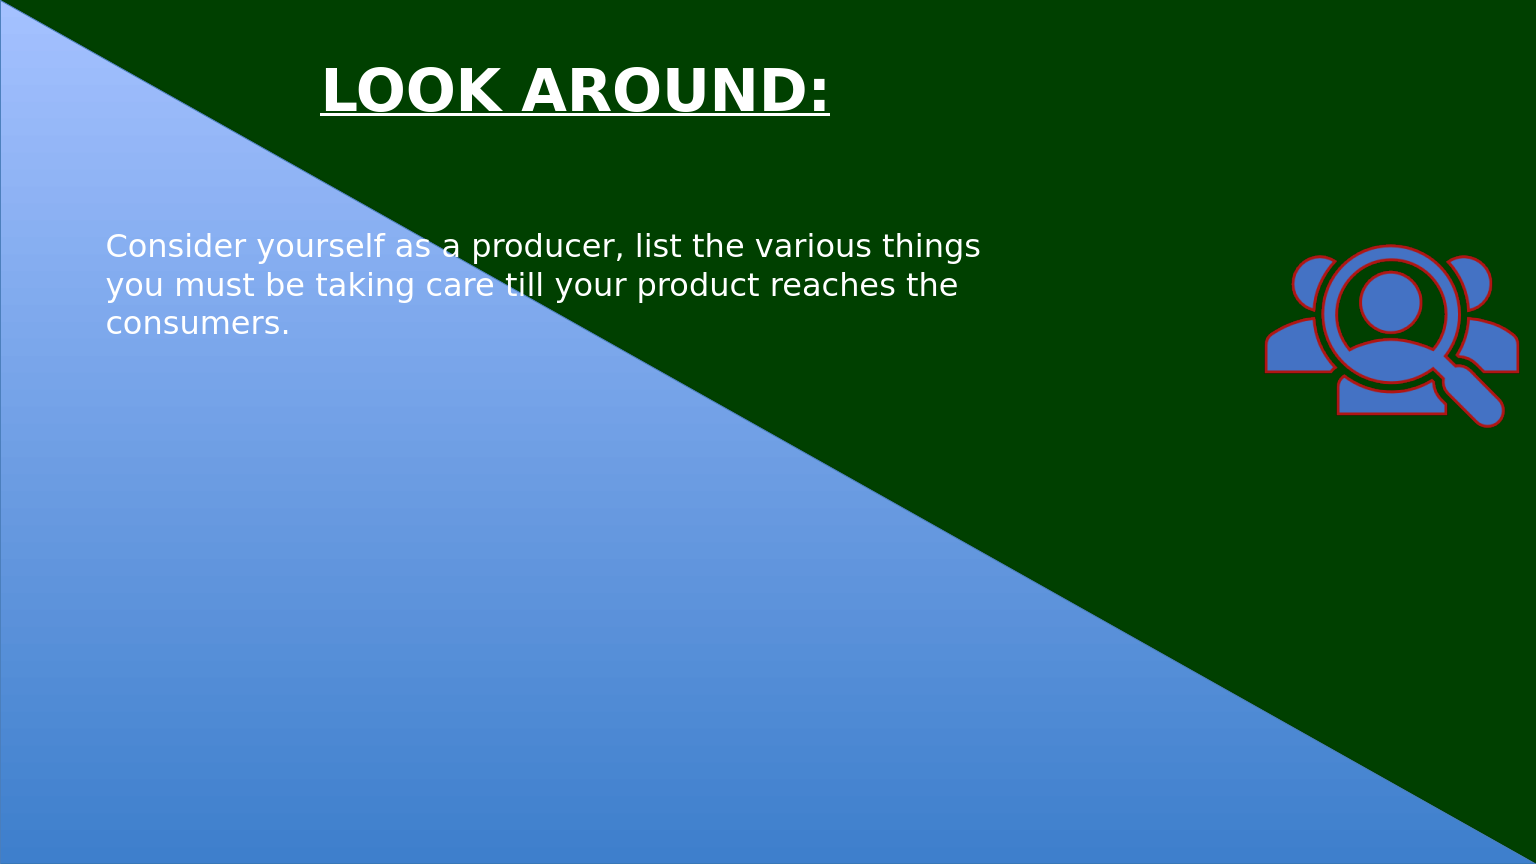 LOOK AROUND:
Consider yourself as a producer, list the various things
you must be taking care till your product reaches the
consumers.